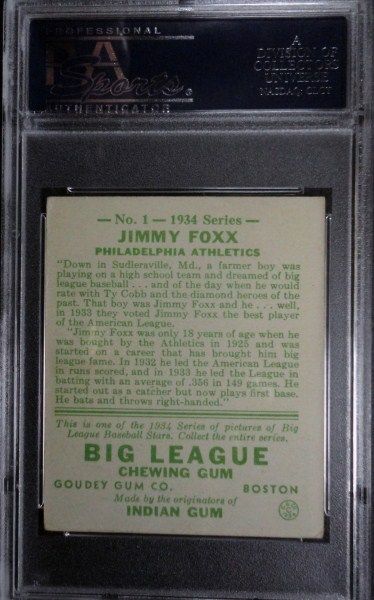 PROFESSIONAL
PSA
Sports
AUTHENTICATOR
A
DIVISION OF
COLLECTORS
UNIVERSE
NASDAQ: CLCT
— No. 1 — 1934 Series —
JIMMY FOXX
PHILADELPHIA ATHLETICS
"Down in Sudlersville, Md., a farmer boy was
playing on a high school team and dreamed of big
league baseball . . . and of the day when he would
rate with Ty Cobb and the diamond heroes of the
past. That boy was Jimmy Foxx and he . . . well,
in 1933 they voted Jimmy Foxx the best player
of the American League.
"Jimmy Foxx was only 18 years of age when he
was bought by the Athletics in 1925 and was
started on a career that has brought him big
league fame. In 1932 he led the American League
in runs scored, and in 1933 he led the League in
batting with an average of .356 in 149 games. He
started out as a catcher but now plays first base.
He bats and throws right-handed."
This is one of the 1934 Series of pictures of Big
League Baseball Stars. Collect the entire series.
BIG LEAGUE
CHEWING GUM
GOUDEY GUM CO. BOSTON
Made by the originators of
INDIAN GUM